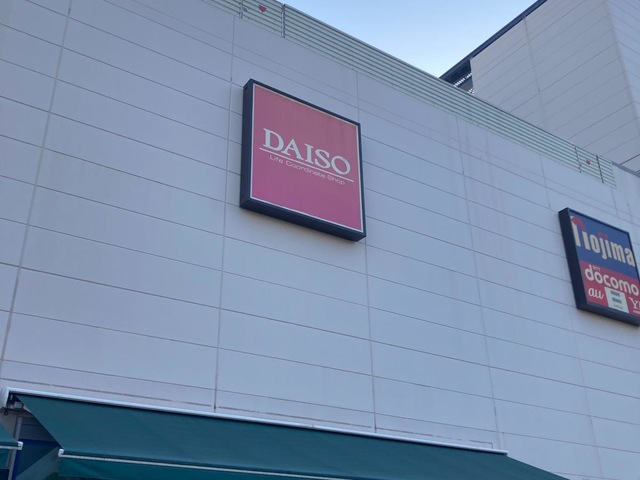 DAISO
Life Coordinate Shop
nojima
docomo
au